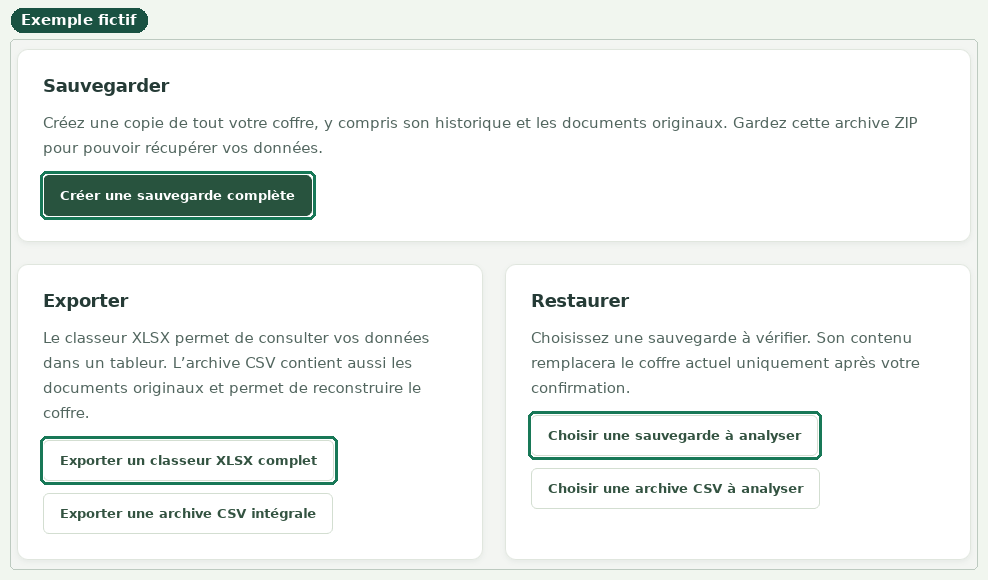 Exemple fictif
Sauvegarder
Créez une copie de tout votre coffre, y compris son historique et les documents originaux. Gardez cette archive ZIP
pour pouvoir récupérer vos données.
Créer une sauvegarde complète
Exporter
Le classeur XLSX permet de consulter vos données
dans un tableur. L’archive CSV contient aussi les
documents originaux et permet de reconstruire le
coffre.
Exporter un classeur XLSX complet
Exporter une archive CSV intégrale
Restaurer
Choisissez une sauvegarde à vérifier. Son contenu
remplacera le coffre actuel uniquement après votre
confirmation.
Choisir une sauvegarde à analyser
Choisir une archive CSV à analyser